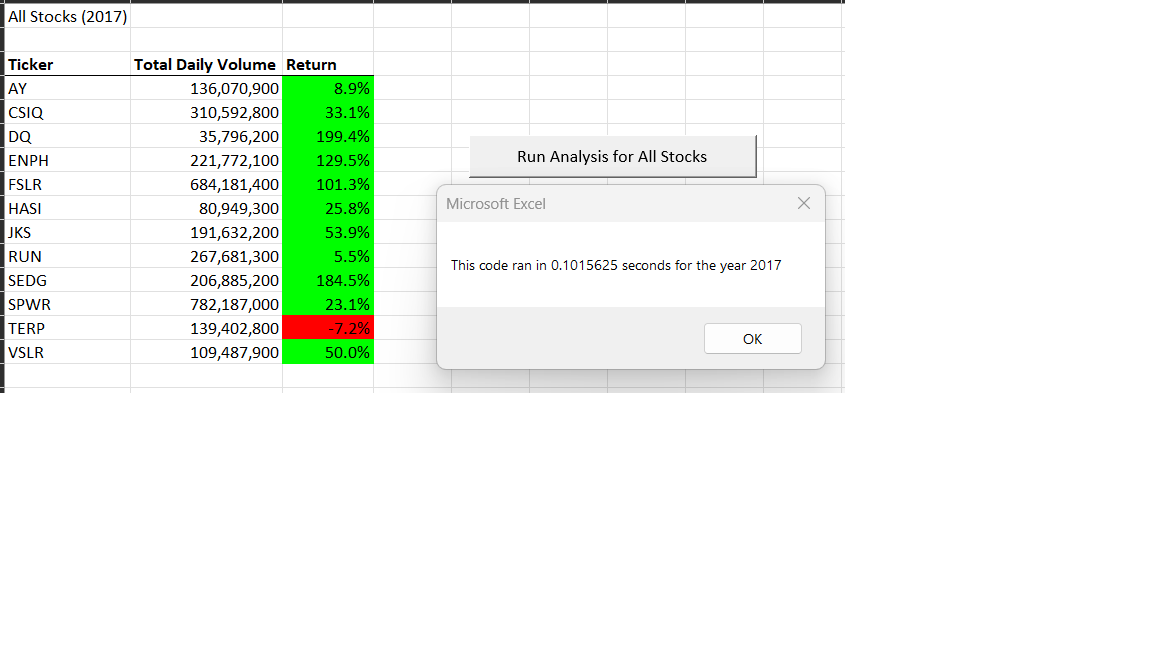 All Stocks (2017)
Ticker Total Daily Volume Return
AY 136,070,900 8.9%
CSIQ 310,592,800 33.1%
DQ 35,796,200 199.4%
ENPH 221,772,100 129.5%
FSLR 684,181,400 101.3%
HASI 80,949,300 25.8%
JKS 191,632,200 53.9%
RUN 267,681,300 5.5%
SEDG 206,885,200 184.5%
SPWR 782,187,000 23.1%
TERP 139,402,800 -7.2%
VSLR 109,487,900 50.0%
Run Analysis for All Stocks
Microsoft Excel
This code ran in 0.1015625 seconds for the year 2017
OK